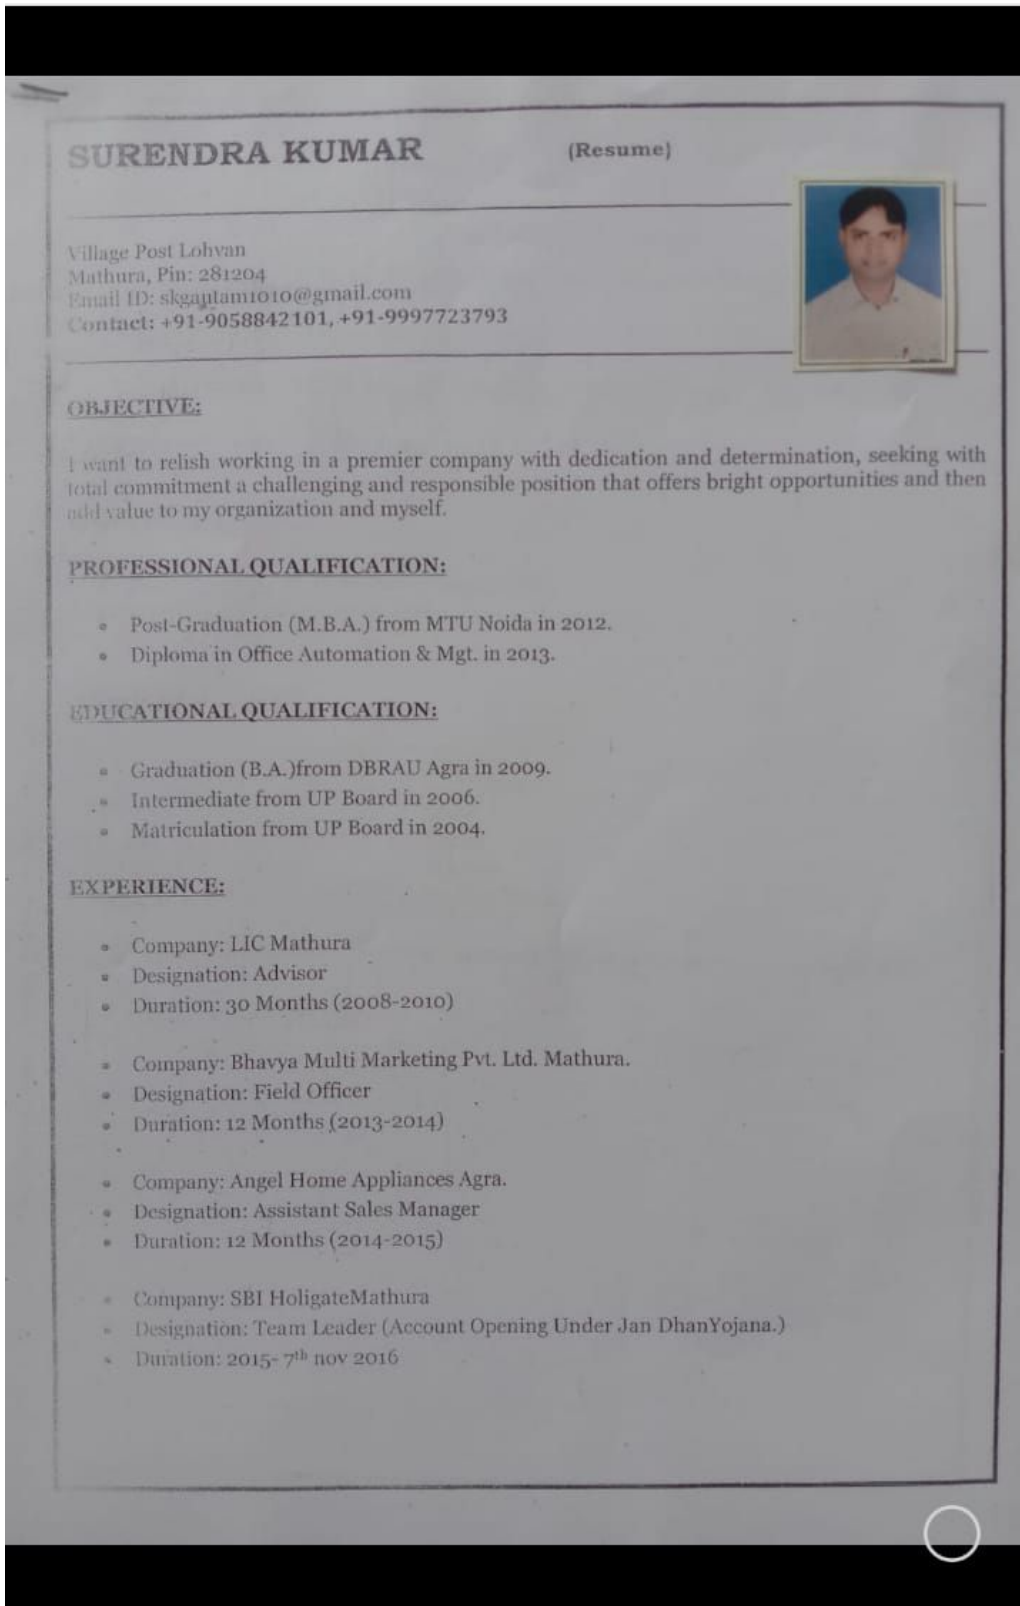 SURENDRA KUMAR (Resume)
Village Post Lohvan
Mathura, Pin: 281204
Email ID: skgautam1010@gmail.com
Contact: +91-9058842101, +91-9997723793
OBJECTIVE:
I want to relish working in a premier company with dedication and determination, seeking with
total commitment a challenging and responsible position that offers bright opportunities and then
add value to my organization and myself.
PROFESSIONAL QUALIFICATION:
• Post-Graduation (M.B.A.) from MTU Noida in 2012.
• Diploma in Office Automation & Mgt. in 2013.
EDUCATIONAL QUALIFICATION:
• Graduation (B.A.)from DBRAU Agra in 2009.
• Intermediate from UP Board in 2006.
• Matriculation from UP Board in 2004.
EXPERIENCE:
• Company: LIC Mathura
• Designation: Advisor
• Duration: 30 Months (2008-2010)
• Company: Bhavya Multi Marketing Pvt. Ltd. Mathura.
• Designation: Field Officer
• Duration: 12 Months (2013-2014)
• Company: Angel Home Appliances Agra.
• Designation: Assistant Sales Manager
• Duration: 12 Months (2014-2015)
• Company: SBI HoligateMathura
• Designation: Team Leader (Account Opening Under Jan DhanYojana.)
• Duration: 2015- 7th nov 2016